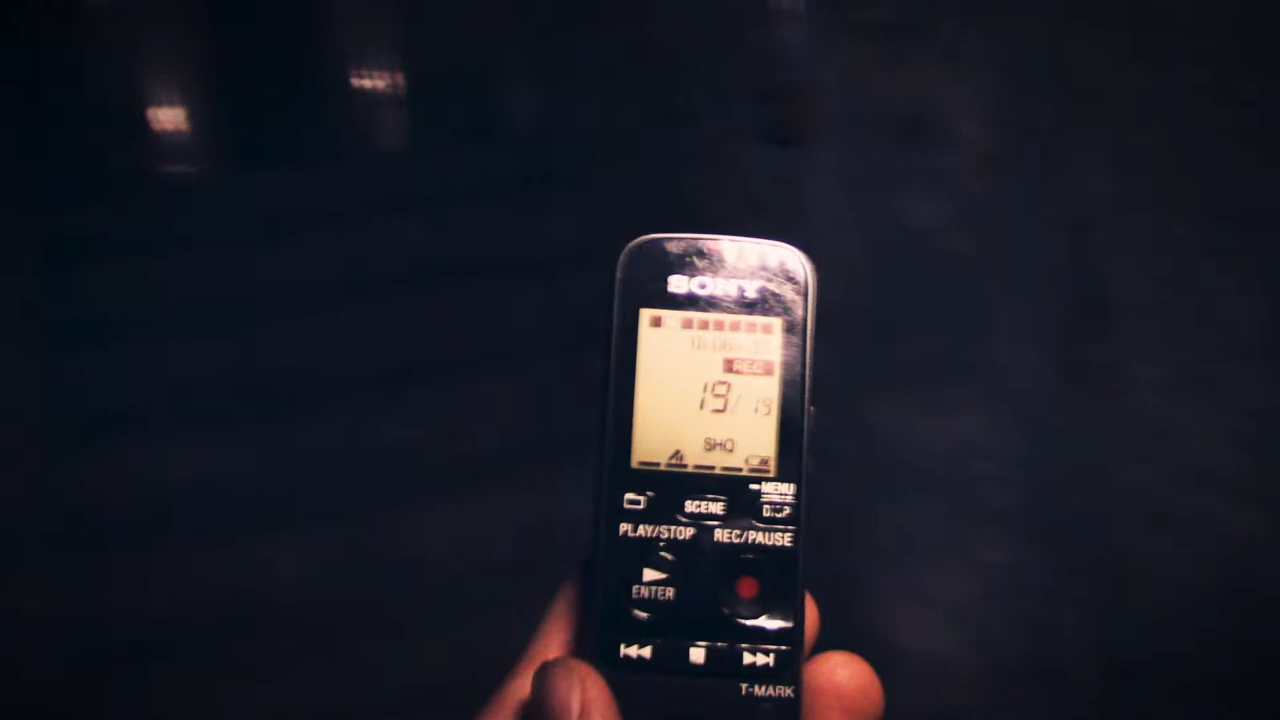 SONY
REC
19/19
SHQ
MENU
SCENE DISP
PLAY/STOP REC/PAUSE
ENTER
T-MARK